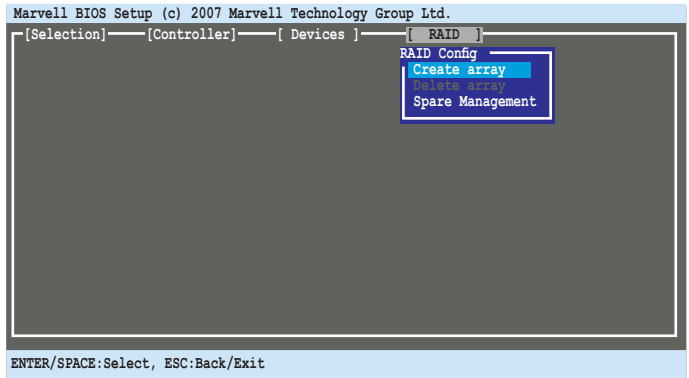 Marvell BIOS Setup (c) 2007 Marvell Technology Group Ltd.
[Selection] [Controller] [ Devices ] [ RAID ]
RAID Config
Create array
Delete array
Spare Management
ENTER/SPACE:Select, ESC:Back/Exit